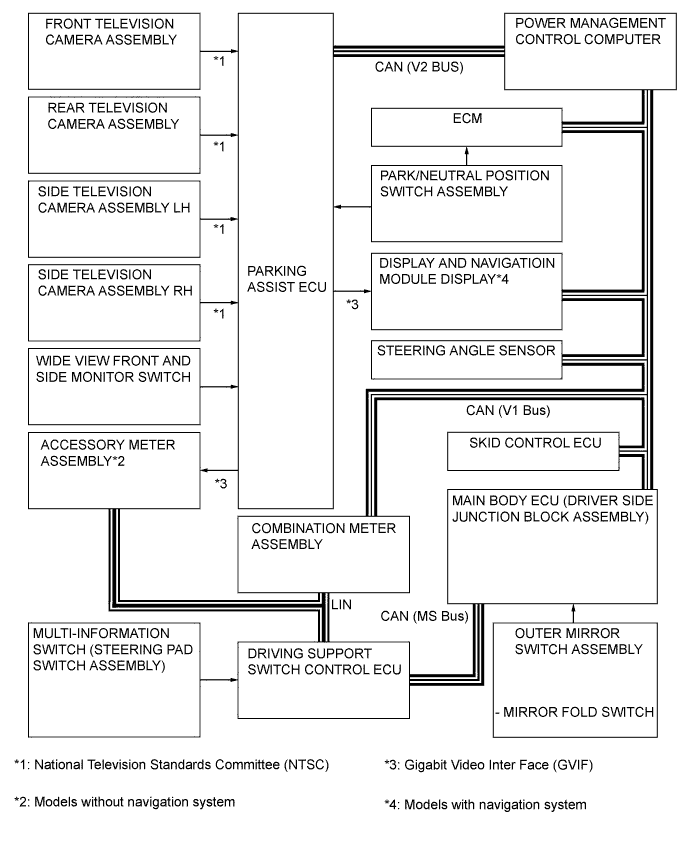 FRONT TELEVISION
CAMERA ASSEMBLY
*1
REAR TELEVISION
CAMERA ASSEMBLY
*1
SIDE TELEVISION
CAMERA ASSEMBLY LH
*1
SIDE TELEVISION
CAMERA ASSEMBLY RH
*1
WIDE VIEW FRONT AND
SIDE MONITOR SWITCH
ACCESSORY METER
ASSEMBLY*2
*3
PARKING
ASSIST ECU
CAN (V2 BUS)
POWER MANAGEMENT
CONTROL COMPUTER
ECM
PARK/NEUTRAL POSITION
SWITCH ASSEMBLY
DISPLAY AND NAVIGATIOIN
MODULE DISPLAY*4
*3
STEERING ANGLE SENSOR
CAN (V1 Bus)
SKID CONTROL ECU
MAIN BODY ECU (DRIVER SIDE
JUNCTION BLOCK ASSEMBLY)
COMBINATION METER
ASSEMBLY
LIN
CAN (MS Bus)
MULTI-INFORMATION
SWITCH (STEERING PAD
SWITCH ASSEMBLY)
DRIVING SUPPORT
SWITCH CONTROL ECU
OUTER MIRROR
SWITCH ASSEMBLY
- MIRROR FOLD SWITCH
*1: National Television Standards Committee (NTSC)
*3: Gigabit Video Inter Face (GVIF)
*2: Models without navigation system
*4: Models with navigation system